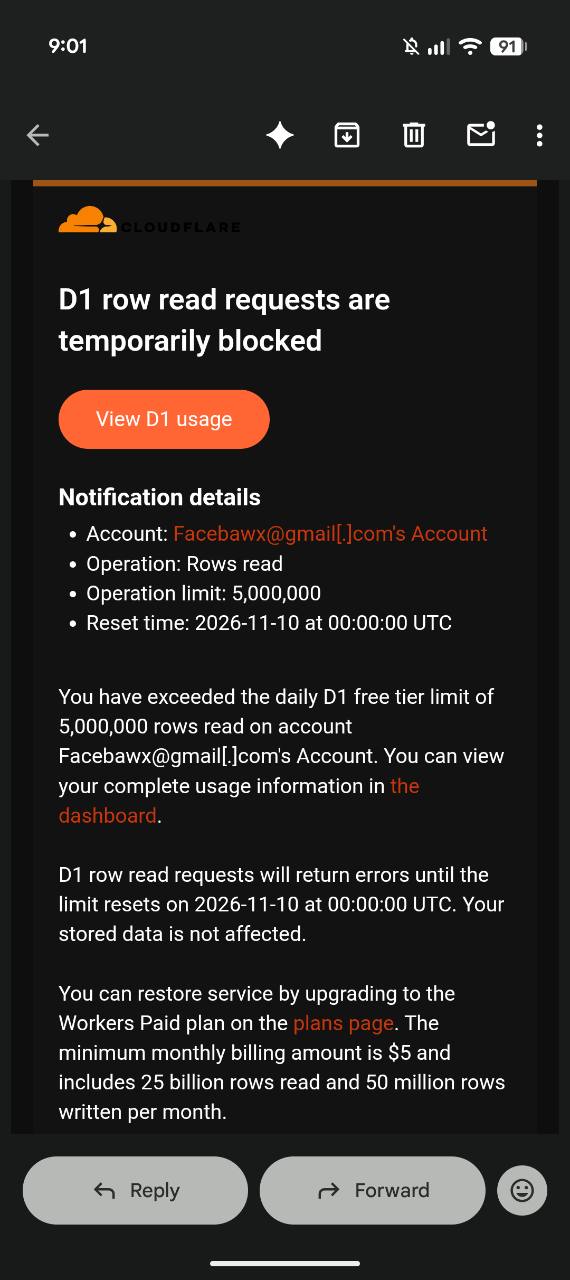 9:01
91
CLOUDFLARE
D1 row read requests are
temporarily blocked
View D1 usage
Notification details
• Account: Facebawx@gmail[.]com's Account
• Operation: Rows read
• Operation limit: 5,000,000
• Reset time: 2026-11-10 at 00:00:00 UTC
You have exceeded the daily D1 free tier limit of
5,000,000 rows read on account
Facebawx@gmail[.]com's Account. You can view
your complete usage information in the
dashboard.
D1 row read requests will return errors until the
limit resets on 2026-11-10 at 00:00:00 UTC. Your
stored data is not affected.
You can restore service by upgrading to the
Workers Paid plan on the plans page. The
minimum monthly billing amount is $5 and
includes 25 billion rows read and 50 million rows
written per month.
Reply
Forward